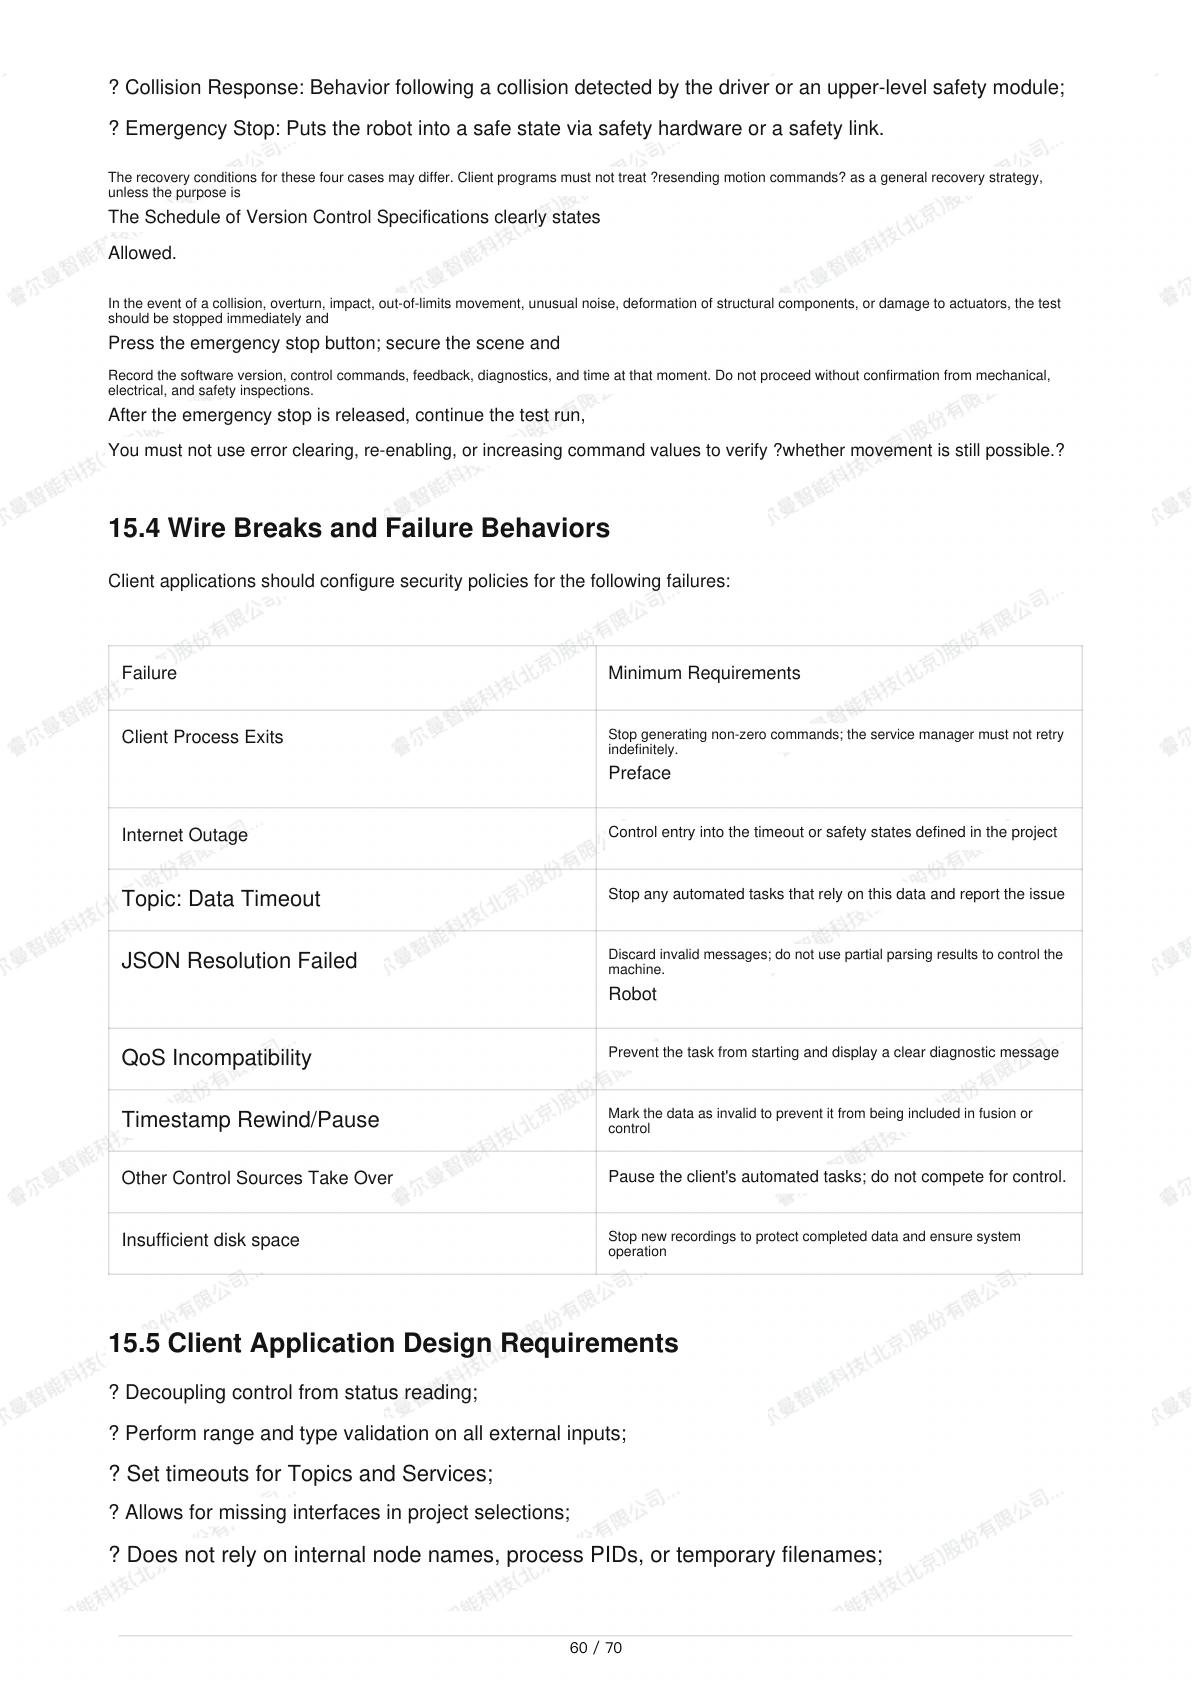 ? Collision Response: Behavior following a collision detected by the driver or an upper-level safety module;
? Emergency Stop: Puts the robot into a safe state via safety hardware or a safety link.
The recovery conditions for these four cases may differ. Client programs must not treat ?resending motion commands? as a general recovery strategy,
unless the purpose is
The Schedule of Version Control Specifications clearly states
Allowed.
In the event of a collision, overturn, impact, out-of-limits movement, unusual noise, deformation of structural components, or damage to actuators, the test
should be stopped immediately and
Press the emergency stop button; secure the scene and
Record the software version, control commands, feedback, diagnostics, and time at that moment. Do not proceed without confirmation from mechanical,
electrical, and safety inspections.
After the emergency stop is released, continue the test run,
You must not use error clearing, re-enabling, or increasing command values to verify ?whether movement is still possible.?
15.4 Wire Breaks and Failure Behaviors
Client applications should configure security policies for the following failures:
Failure
Minimum Requirements
Client Process Exits
Stop generating non-zero commands; the service manager must not retry
indefinitely.
Preface
Internet Outage
Control entry into the timeout or safety states defined in the project
Topic: Data Timeout
Stop any automated tasks that rely on this data and report the issue
JSON Resolution Failed
Discard invalid messages; do not use partial parsing results to control the
machine.
Robot
QoS Incompatibility
Prevent the task from starting and display a clear diagnostic message
Timestamp Rewind/Pause
Mark the data as invalid to prevent it from being included in fusion or
control
Other Control Sources Take Over
Pause the client's automated tasks; do not compete for control.
Insufficient disk space
Stop new recordings to protect completed data and ensure system
operation
15.5 Client Application Design Requirements
? Decoupling control from status reading;
? Perform range and type validation on all external inputs;
? Set timeouts for Topics and Services;
? Allows for missing interfaces in project selections;
? Does not rely on internal node names, process PIDs, or temporary filenames;
60 / 70
睿尔曼智能科技(北京)股份有限公司...